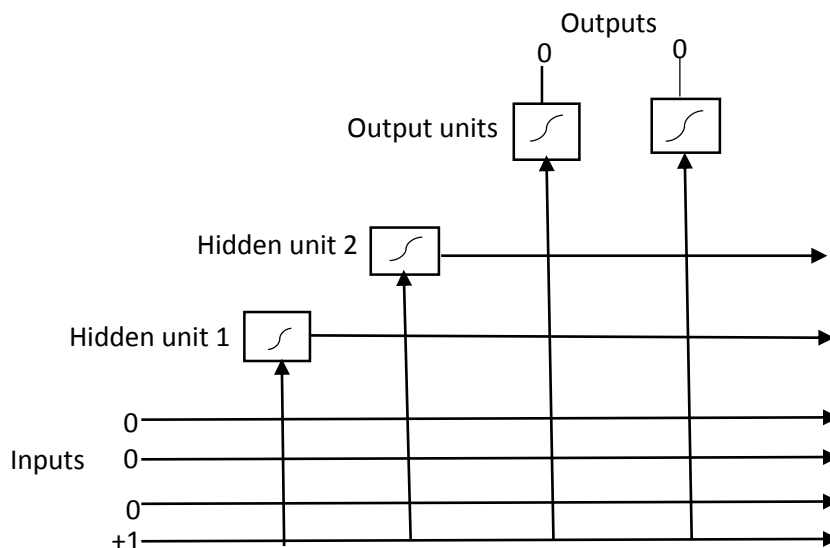 Outputs
0 0
Output units
Hidden unit 2
Hidden unit 1
0
Inputs 0
0
+1